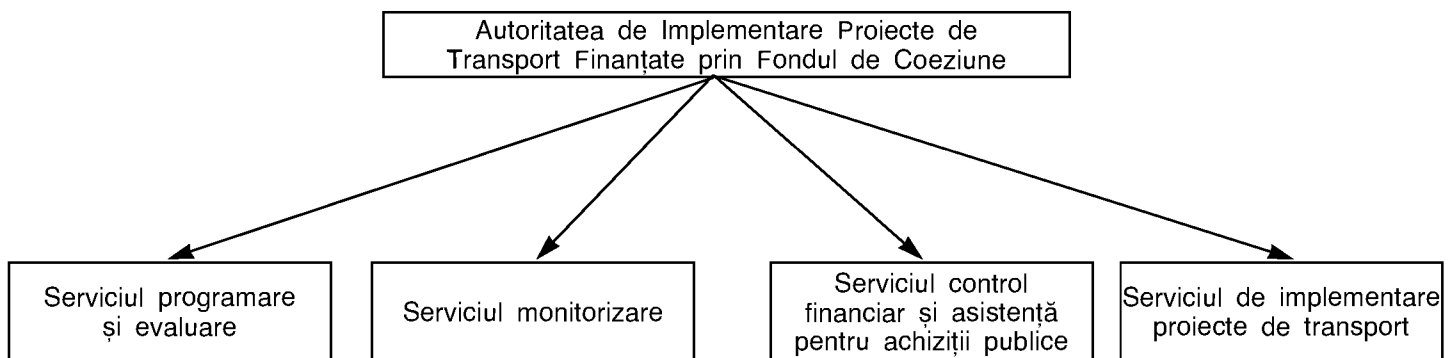 Autoritatea de Implementare Proiecte de
Transport Finanțate prin Fondul de Coeziune
Serviciul programare
și evaluare
Serviciul monitorizare
Serviciul control
financiar și asistență
pentru achiziții publice
Serviciul de implementare
proiecte de transport